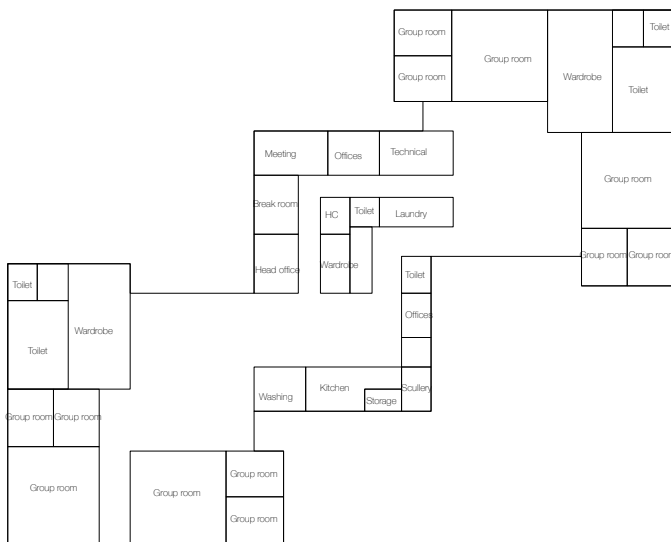 Group room
Toilet
Group room
Group room
Wardrobe
Toilet
Meeting
Offices
Technical
Group room
Break room
HC
Toilet
Laundry
Head office
Wardrobe
Group room
Group room
Toilet
Toilet
Offices
Wardrobe
Toilet
Washing
Kitchen
Scullery
Storage
Group room
Group room
Group room
Group room
Group room
Group room